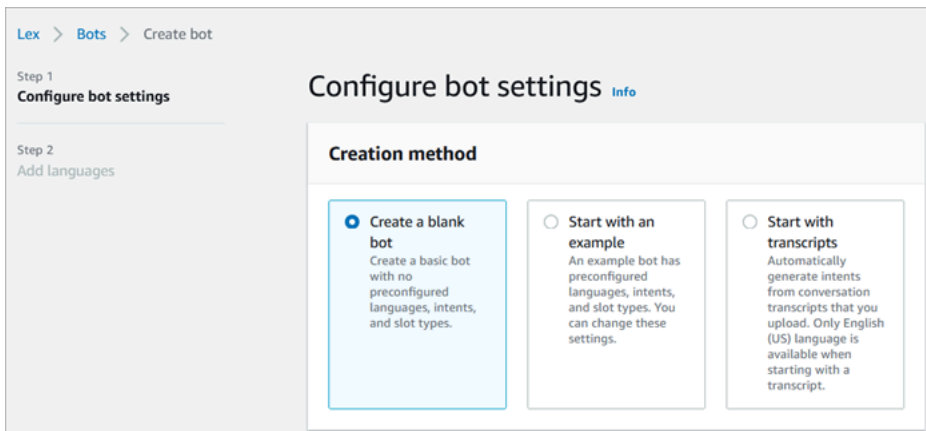 Lex > Bots > Create bot
Step 1
Configure bot settings
Step 2
Add languages
Configure bot settings Info
Creation method
Create a blank
bot
Create a basic bot
with no
preconfigured
languages, intents,
and slot types.
Start with an
example
An example bot has
preconfigured
languages, intents,
and slot types. You
can change these
settings.
Start with
transcripts
Automatically
generate intents
from conversation
transcripts that you
upload. Only English
(US) language is
available when
starting with a
transcript.